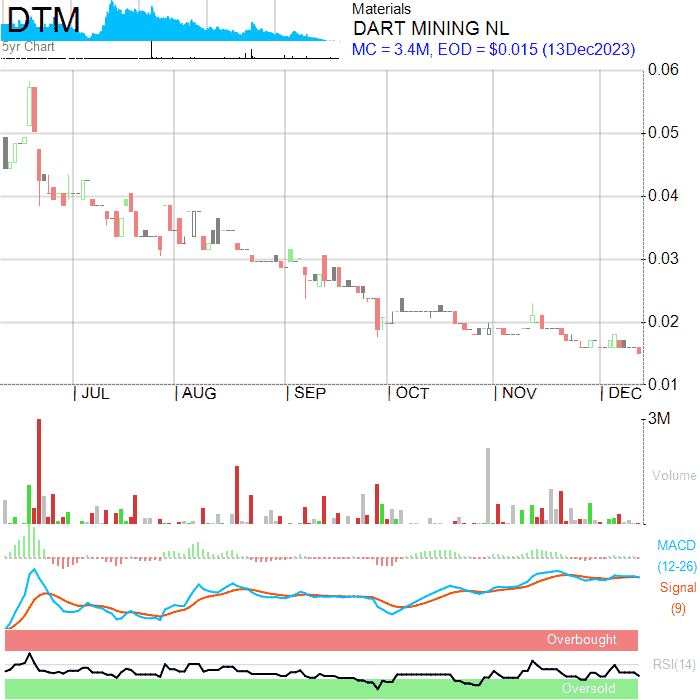 DTM
5yr Chart
Materials
DART MINING NL
MC = 3.4M, EOD = $0.015 (13Dec2023)
0.06
0.05
0.04
0.03
0.02
0.01
JUL AUG SEP OCT NOV DEC
3M
Volume
MACD
(12-26)
Signal
(9)
Overbought
RSI(14)
Oversold